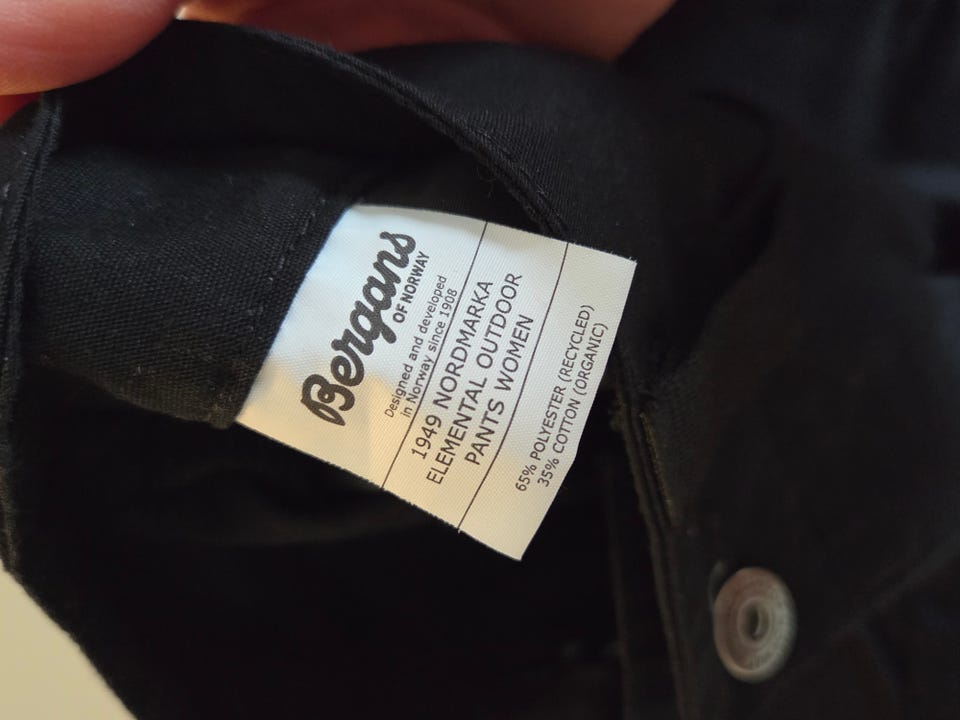 Bergans
OF NORWAY
Designed and developed
in Norway since 1908
1949 NORDMARKA
ELEMENTAL OUTDOOR
PANTS WOMEN
65% POLYESTER (RECYCLED)
35% COTTON (ORGANIC)